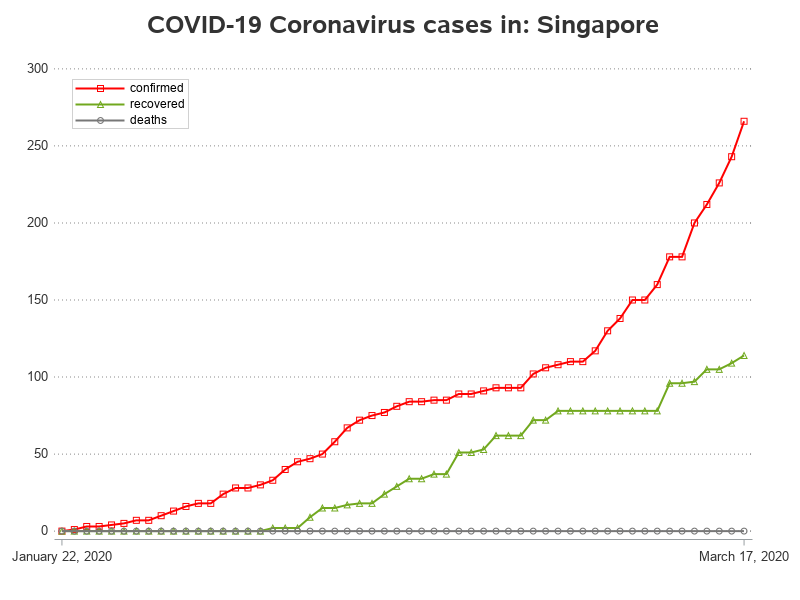 COVID-19 Coronavirus cases in: Singapore
300
confirmed
recovered
deaths
250
200
150
100
50
0
January 22, 2020
March 17, 2020